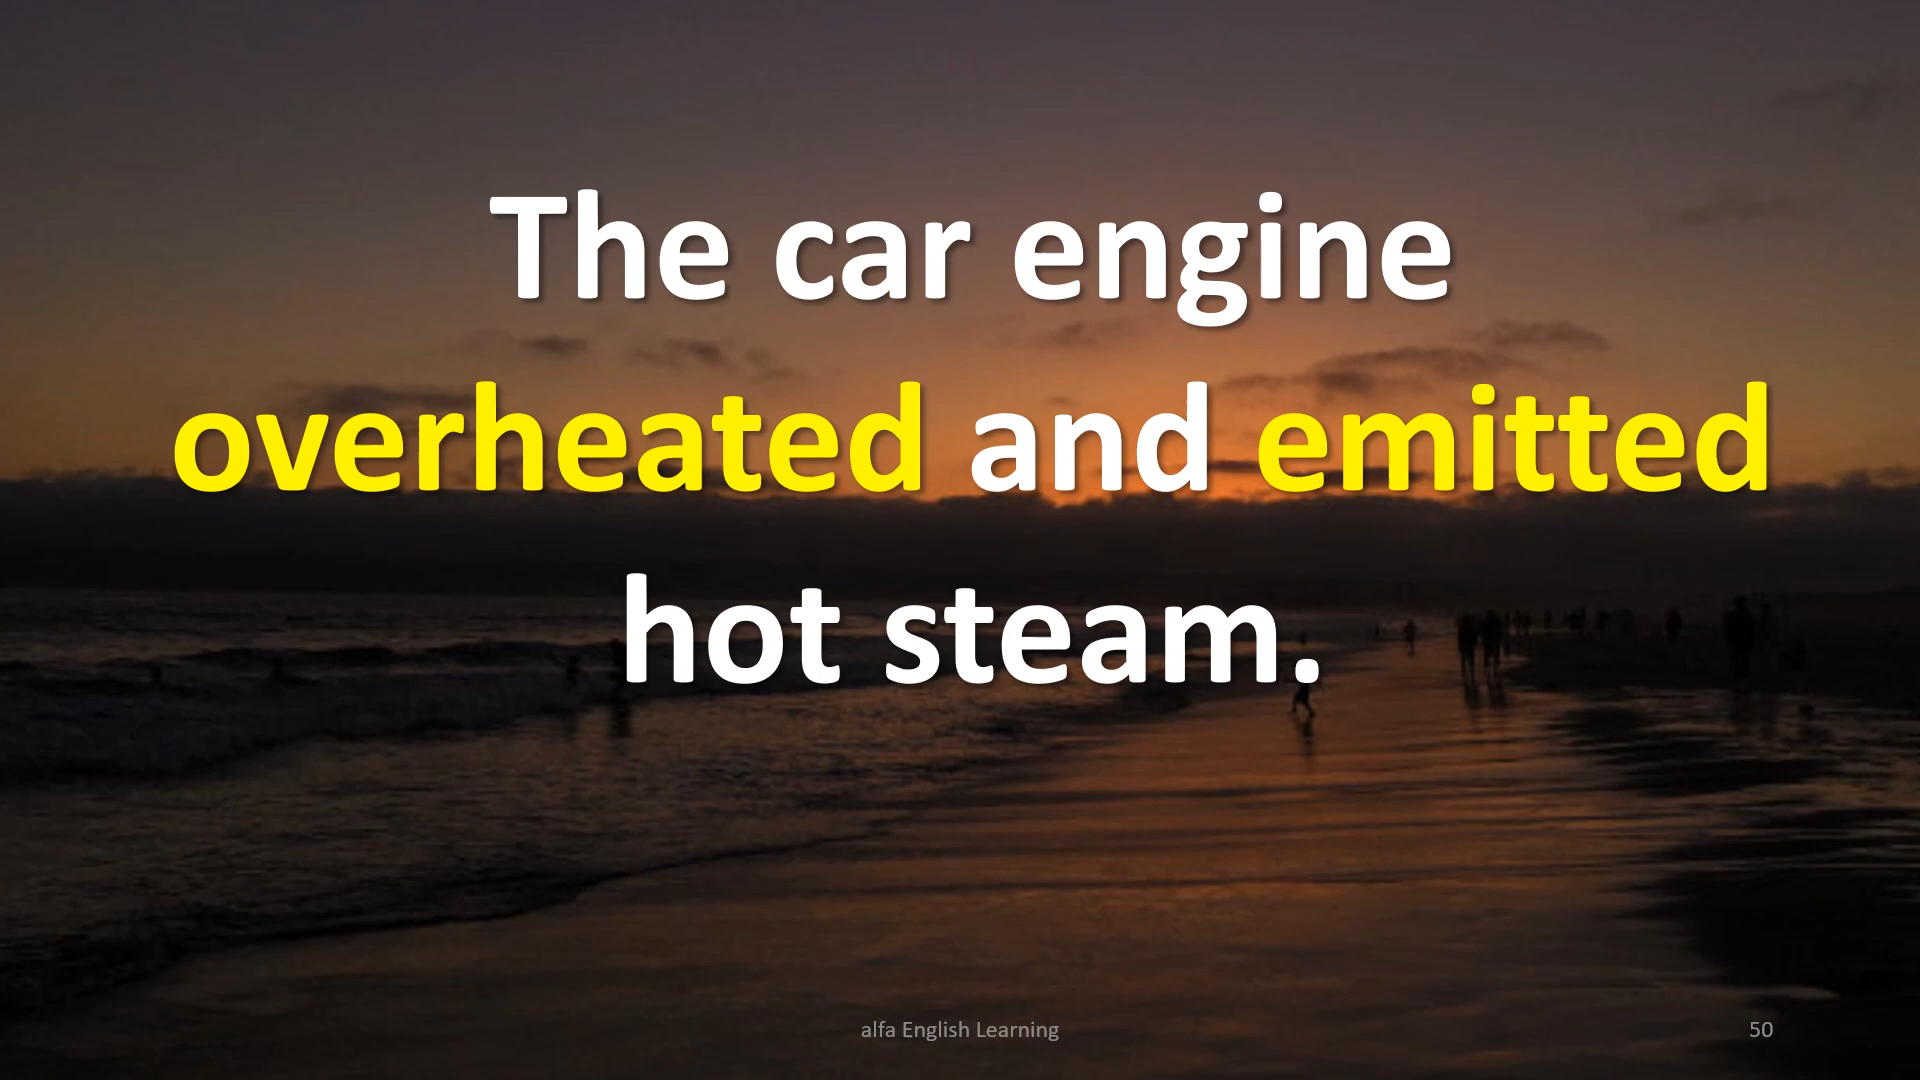 The car engine
overheated and emitted
hot steam.
alfa English Learning
50